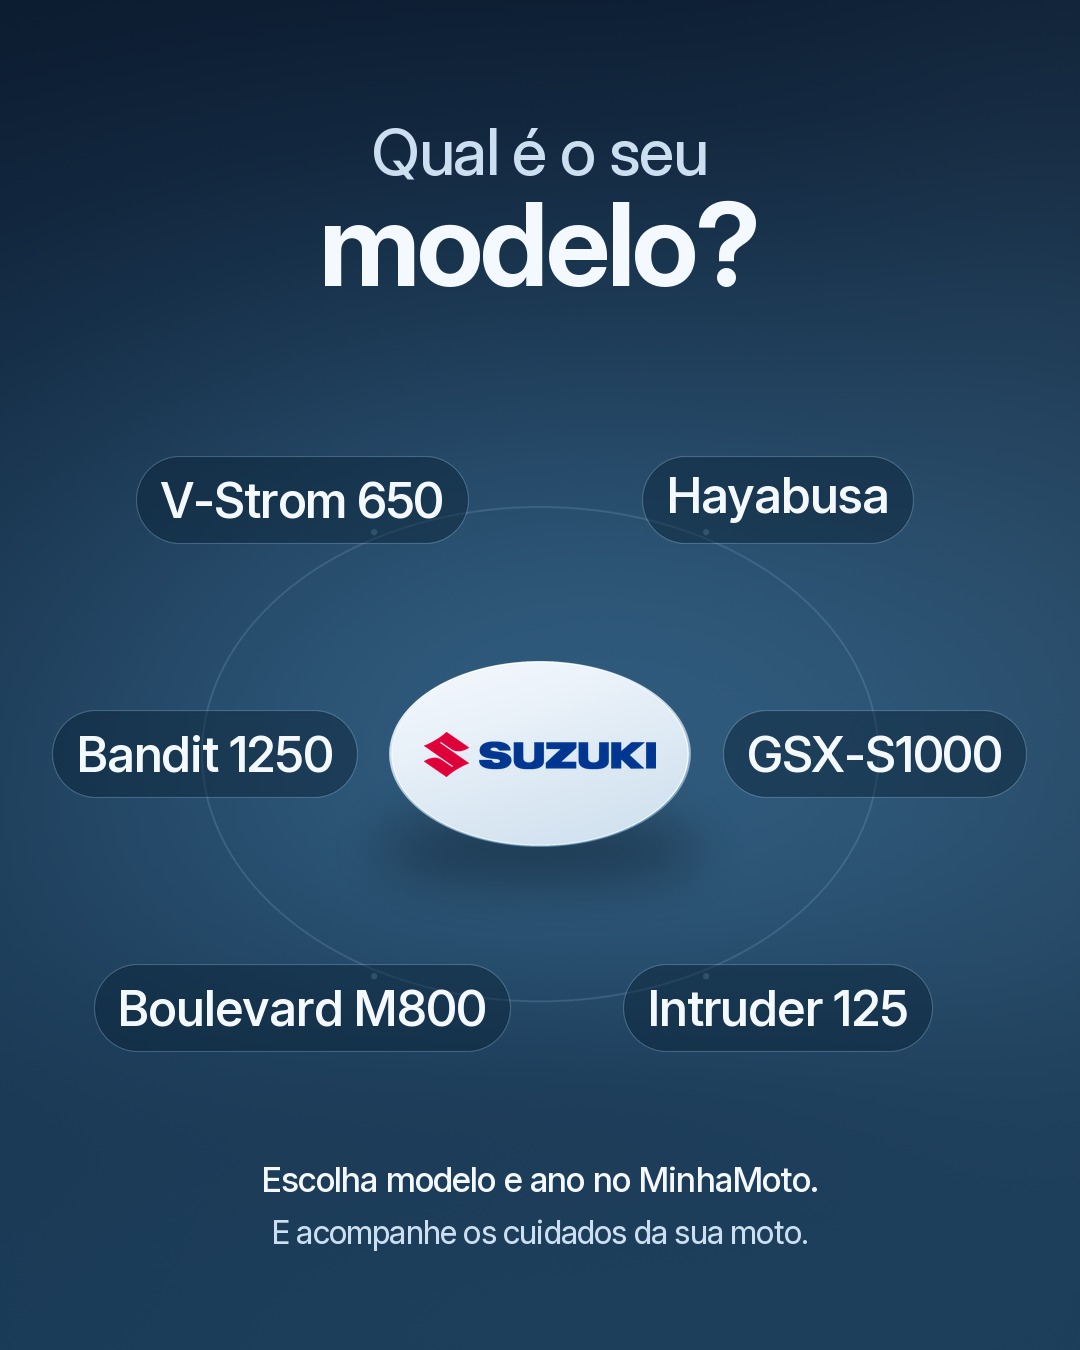 Qual é o seu
modelo?
V-Strom 650
Hayabusa
Bandit 1250
SUZUKI
GSX-S1000
Boulevard M800
Intruder 125
Escolha modelo e ano no MinhaMoto.
E acompanhe os cuidados da sua moto.